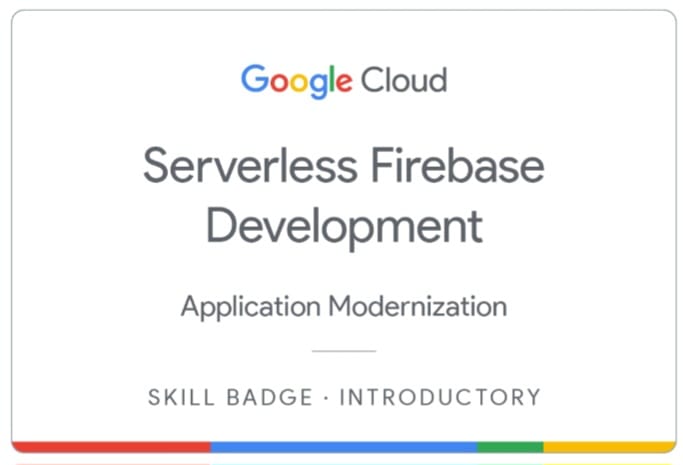 Google Cloud
Serverless Firebase
Development
Application Modernization
SKILL BADGE · INTRODUCTORY